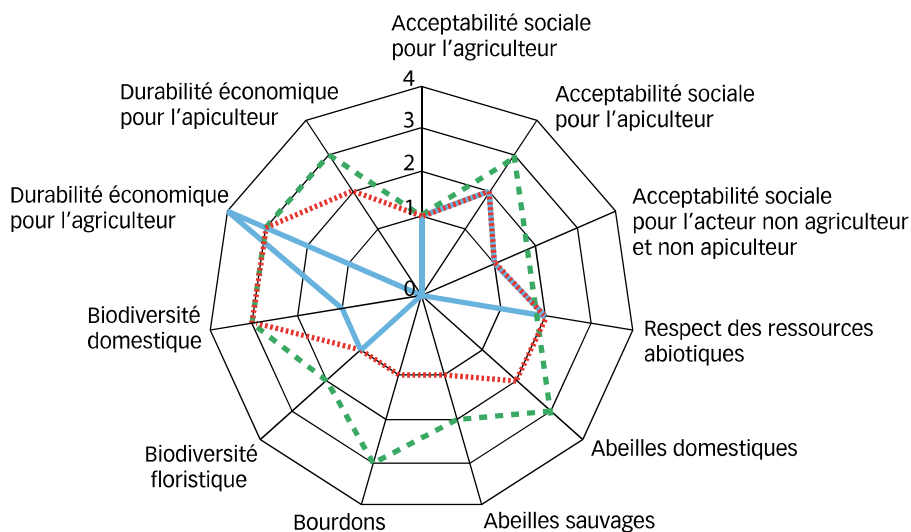 Acceptabilité sociale
pour l'agriculteur
Acceptabilité sociale
pour l'apiculteur
Acceptabilité sociale
pour l'acteur non agriculteur
et non apiculteur
Respect des ressources
abiotiques
Abeilles domestiques
Abeilles sauvages
Bourdons
Biodiversité
floristique
Biodiversité
domestique
Durabilité économique
pour l'agriculteur
Durabilité économique
pour l'apiculteur
4
3
2
1
0